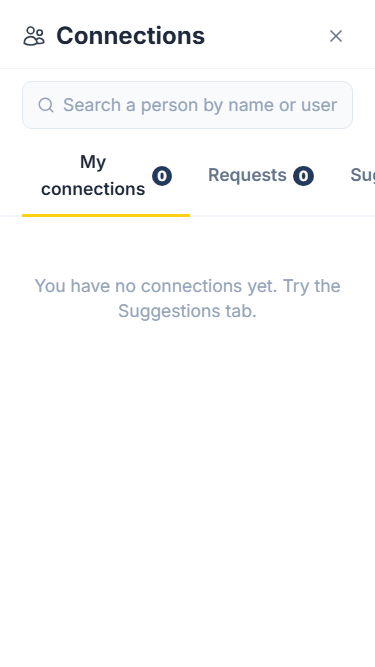 Connections
Search a person by name or user
My
connections 0
Requests 0
Sug
You have no connections yet. Try the
Suggestions tab.